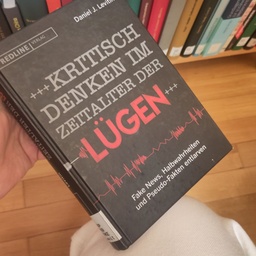 REDLINE | VERLAG
Daniel J. Levitin
+++KRITISCH
DENKEN IM
ZEITALTER DER
LÜGEN+++
Fake News, Halbwahrheiten
und Pseudo-Fakten entlarven